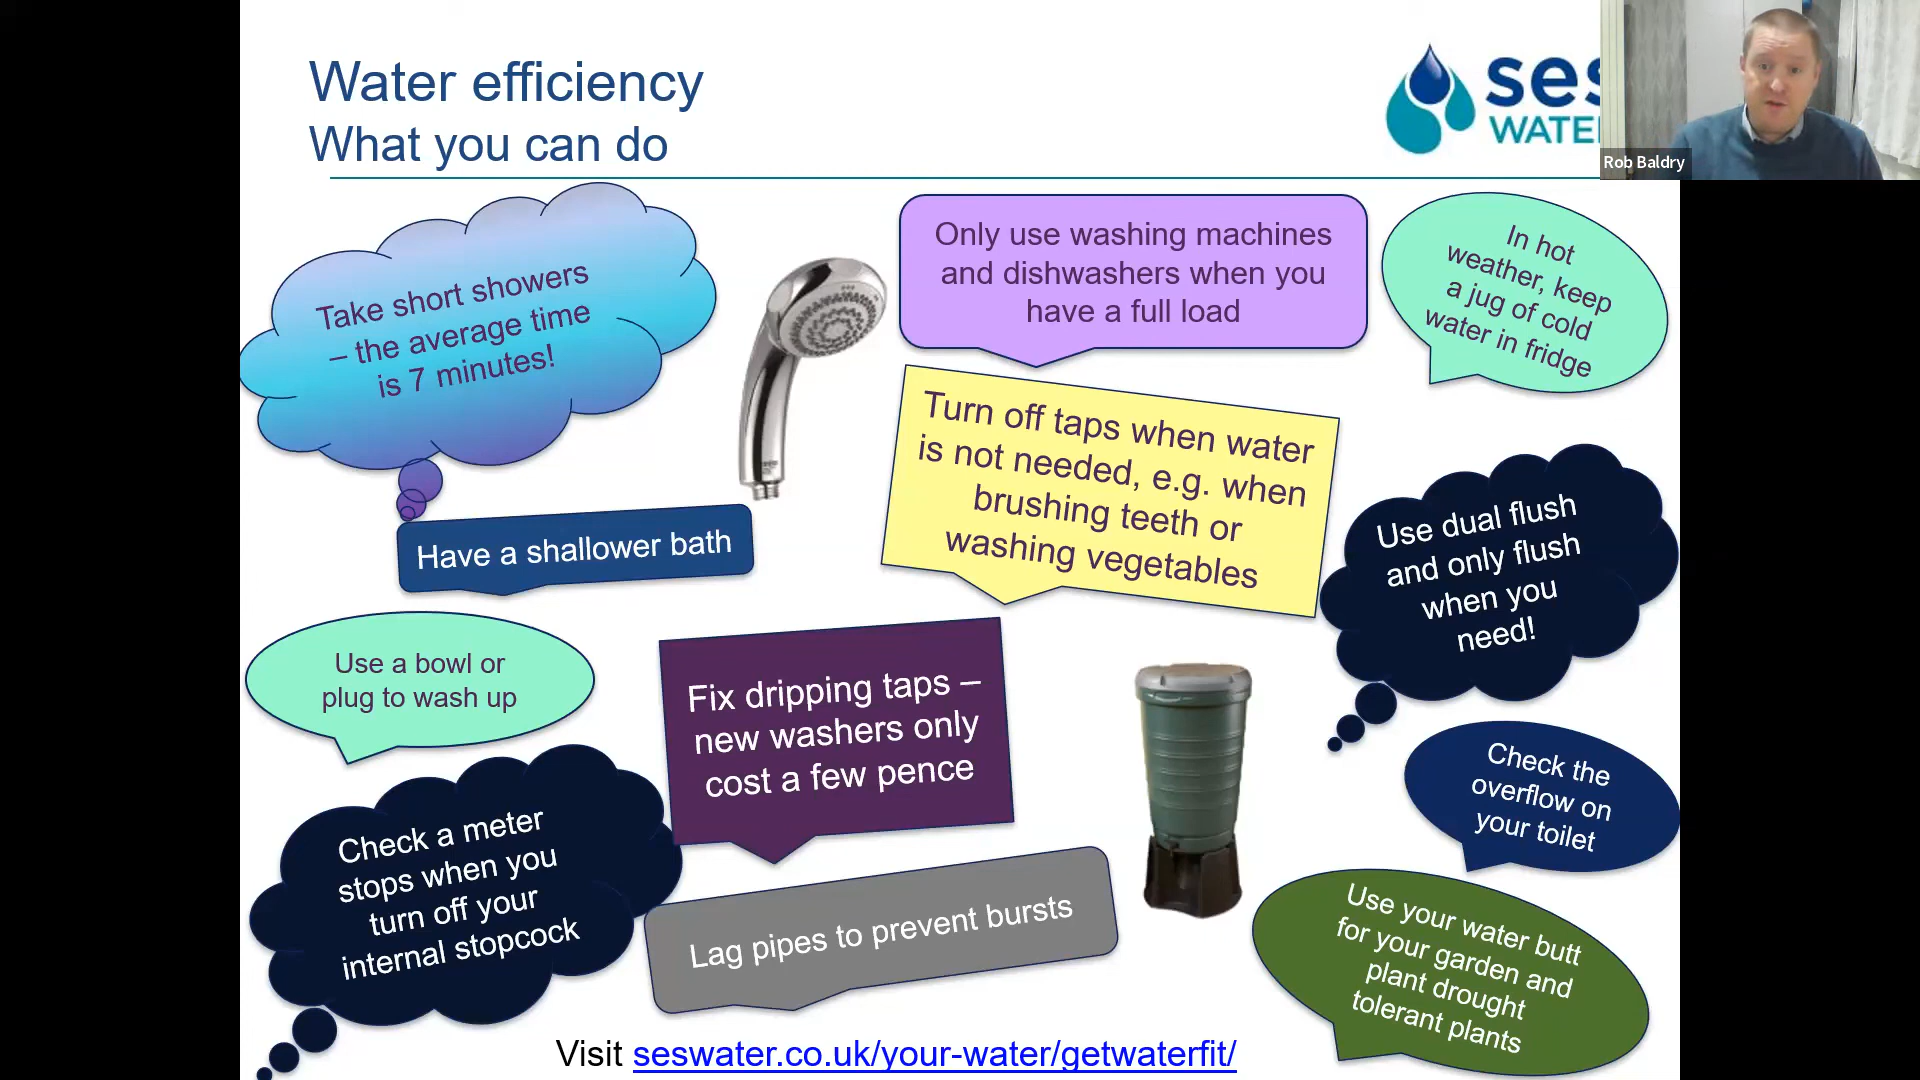 Water efficiency
What you can do
ses
WATER
Rob Baldry
Take short showers
– the average time
is 7 minutes!
Only use washing machines
and dishwashers when you
have a full load
In hot
weather, keep
a jug of cold
water in fridge
Turn off taps when water
is not needed, e.g. when
brushing teeth or
washing vegetables
Have a shallower bath
Use dual flush
and only flush
when you
need!
Use a bowl or
plug to wash up
Fix dripping taps –
new washers only
cost a few pence
Check the
overflow on
your toilet
Check a meter
stops when you
turn off your
internal stopcock
Lag pipes to prevent bursts
Use your water butt
for your garden and
plant drought
tolerant plants
Visit seswater.co.uk/your-water/getwaterfit/